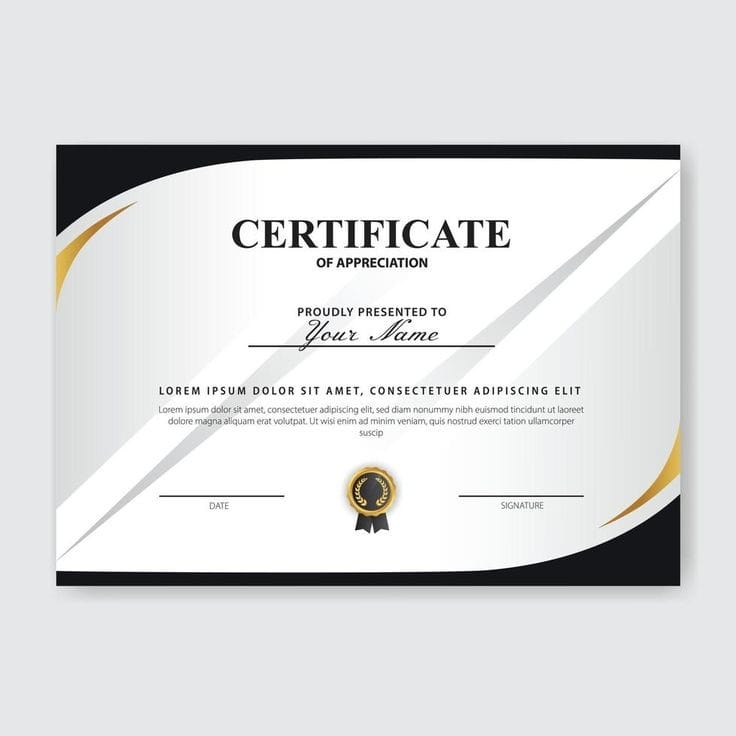 CERTIFICATE
OF APPRECIATION
PROUDLY PRESENTED TO
Your Name
LOREM IPSUM DOLOR SIT AMET, CONSECTETUER ADIPISCING ELIT
Lorem ipsum dolor sit amet, consectetuer adipiscing elit, sed diam nonummy nibh euismod tincidunt ut laoreet
dolore magna aliquam erat volutpat. Ut wisi enim ad minim veniam, quis nostrud exerci tation ullamcorper
suscip
DATE
SIGNATURE